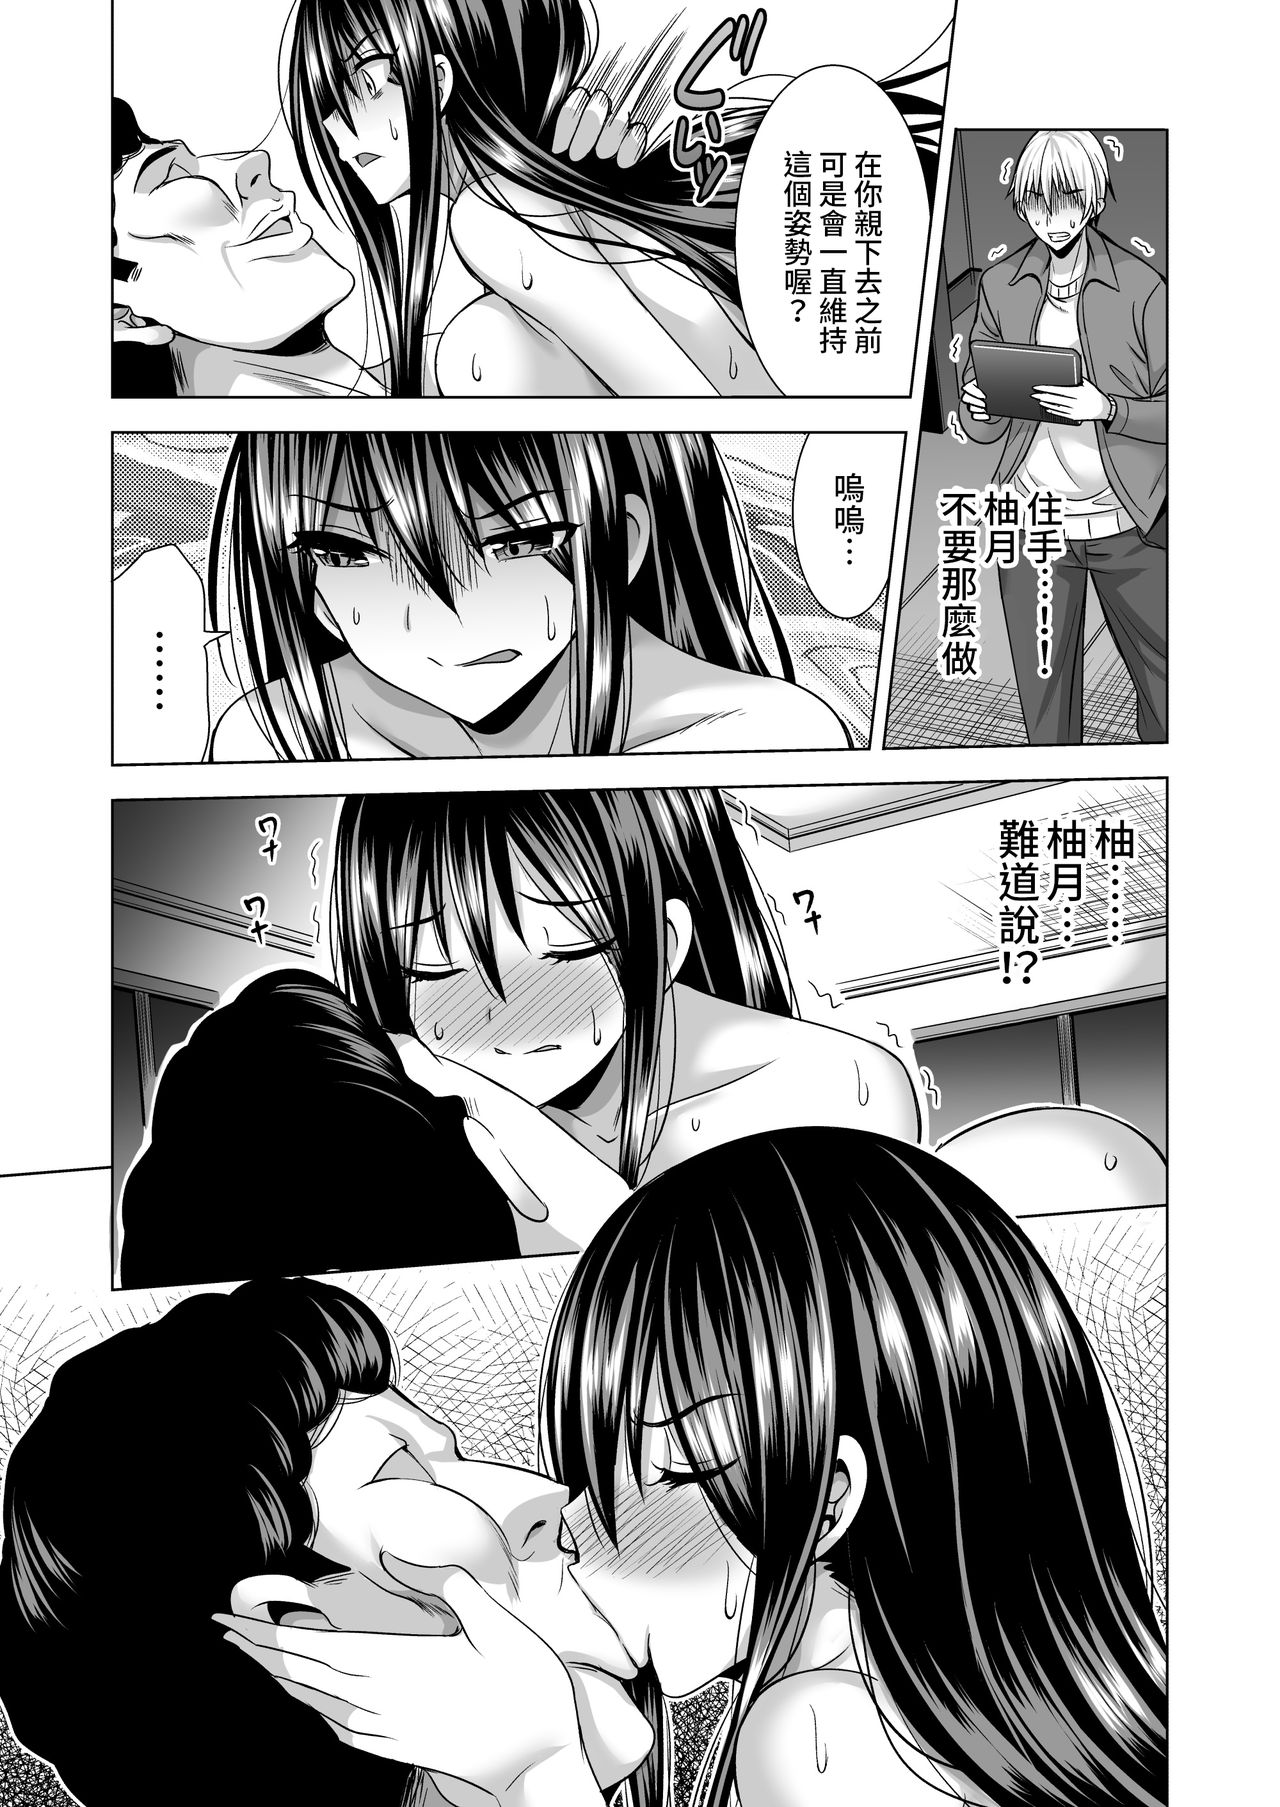 住手…!!
柚月
不要那麼做
在你親下去之前
可是會一直維持
這個姿勢喔?
ぐいッ
嗚嗚…
……
柚……
柚月…
難道說!?
ワナ
ワナ
ワナ